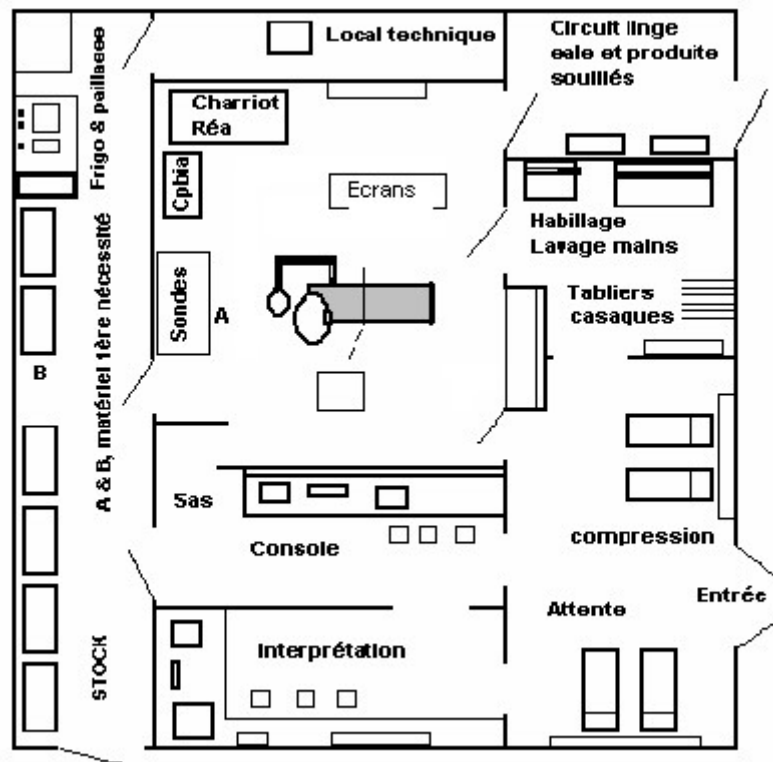 Local technique
Circuit linge
sale et produite
souillés
Charriot
Réa
Frigo & paillasse
Cpbia
Ecrans
Habillage
Lavage mains
Sondes
A
Tabliers
casaques
B
A & B, matériel 1ère nécessité
Sas
Console
compression
Attente
Entrée
Interprétation
STOCK